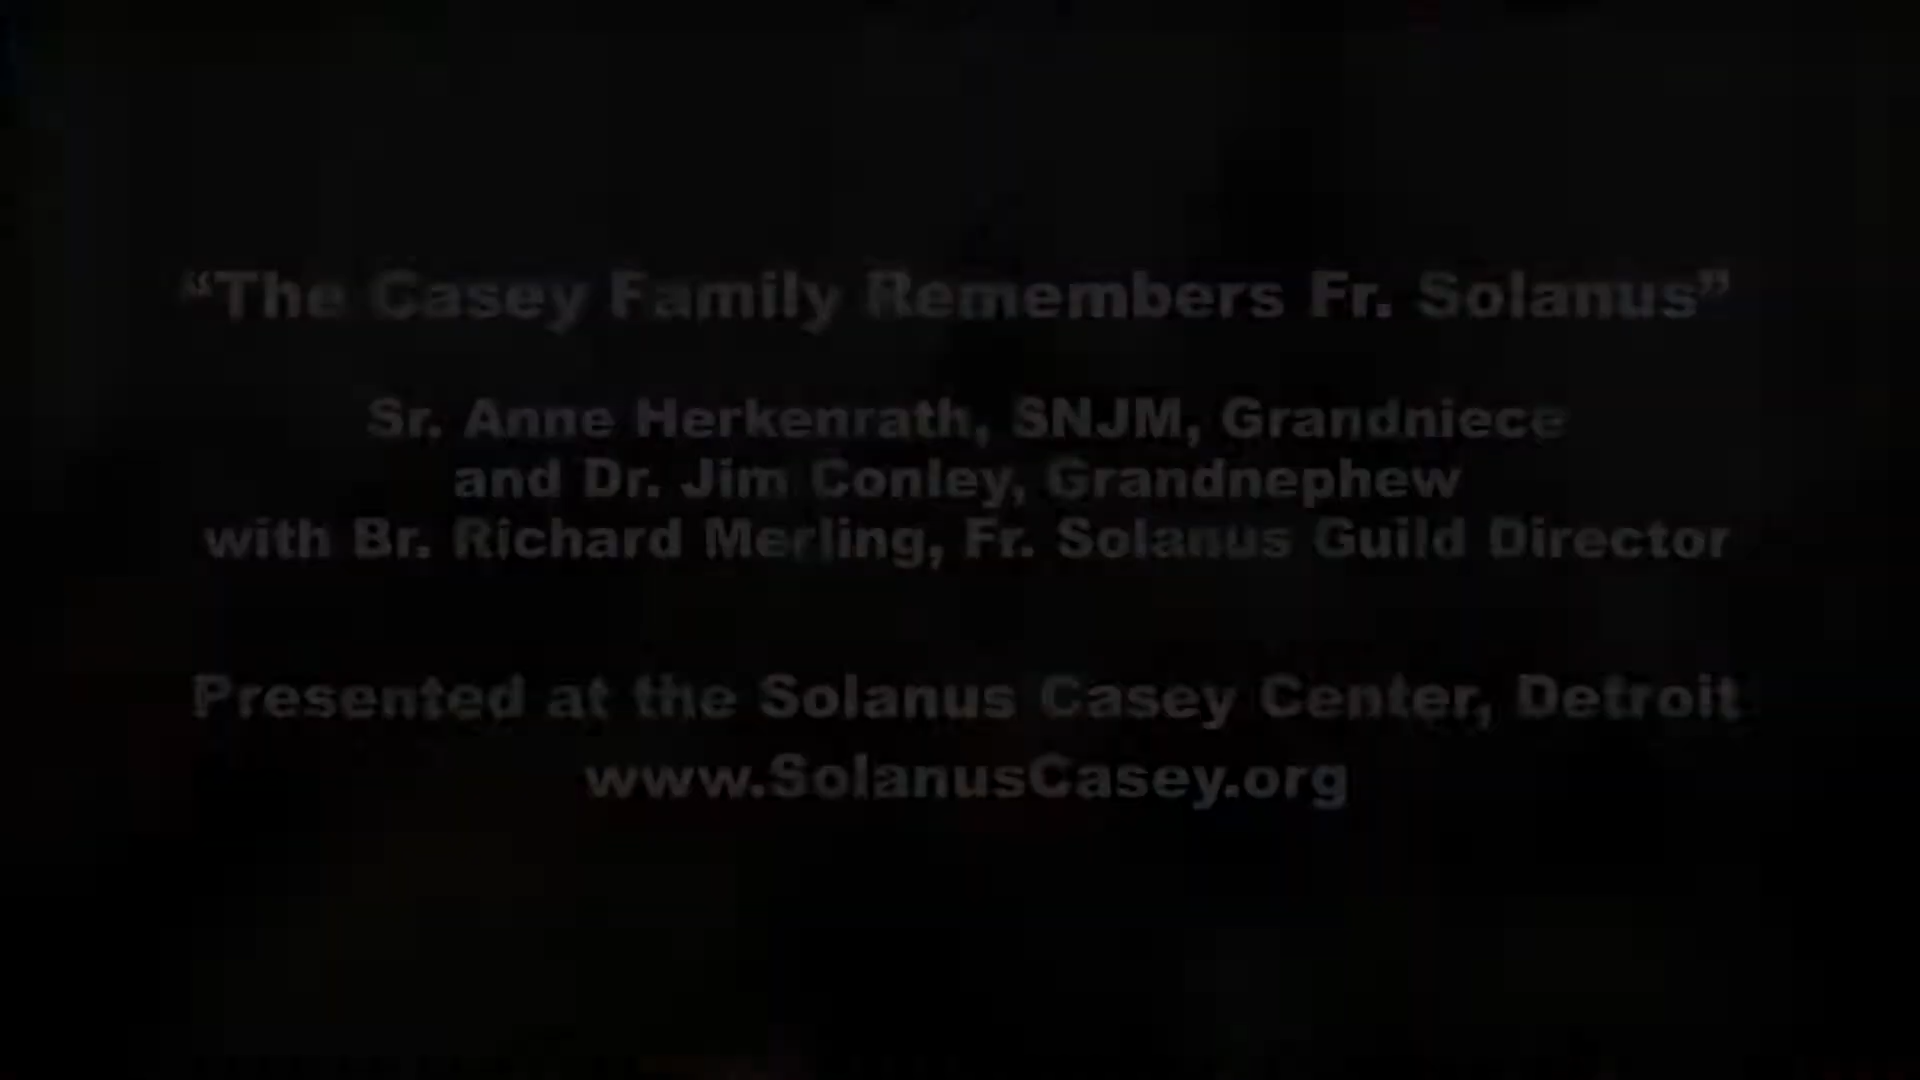 “The Casey Family Remembers Fr. Solanus”
Sr. Anne Herkenrath, SNJM, Grandniece
and Dr. Jim Conley, Grandnephew
with Br. Richard Merling, Fr. Solanus Guild Director
Presented at the Solanus Casey Center, Detroit
www.SolanusCasey.org